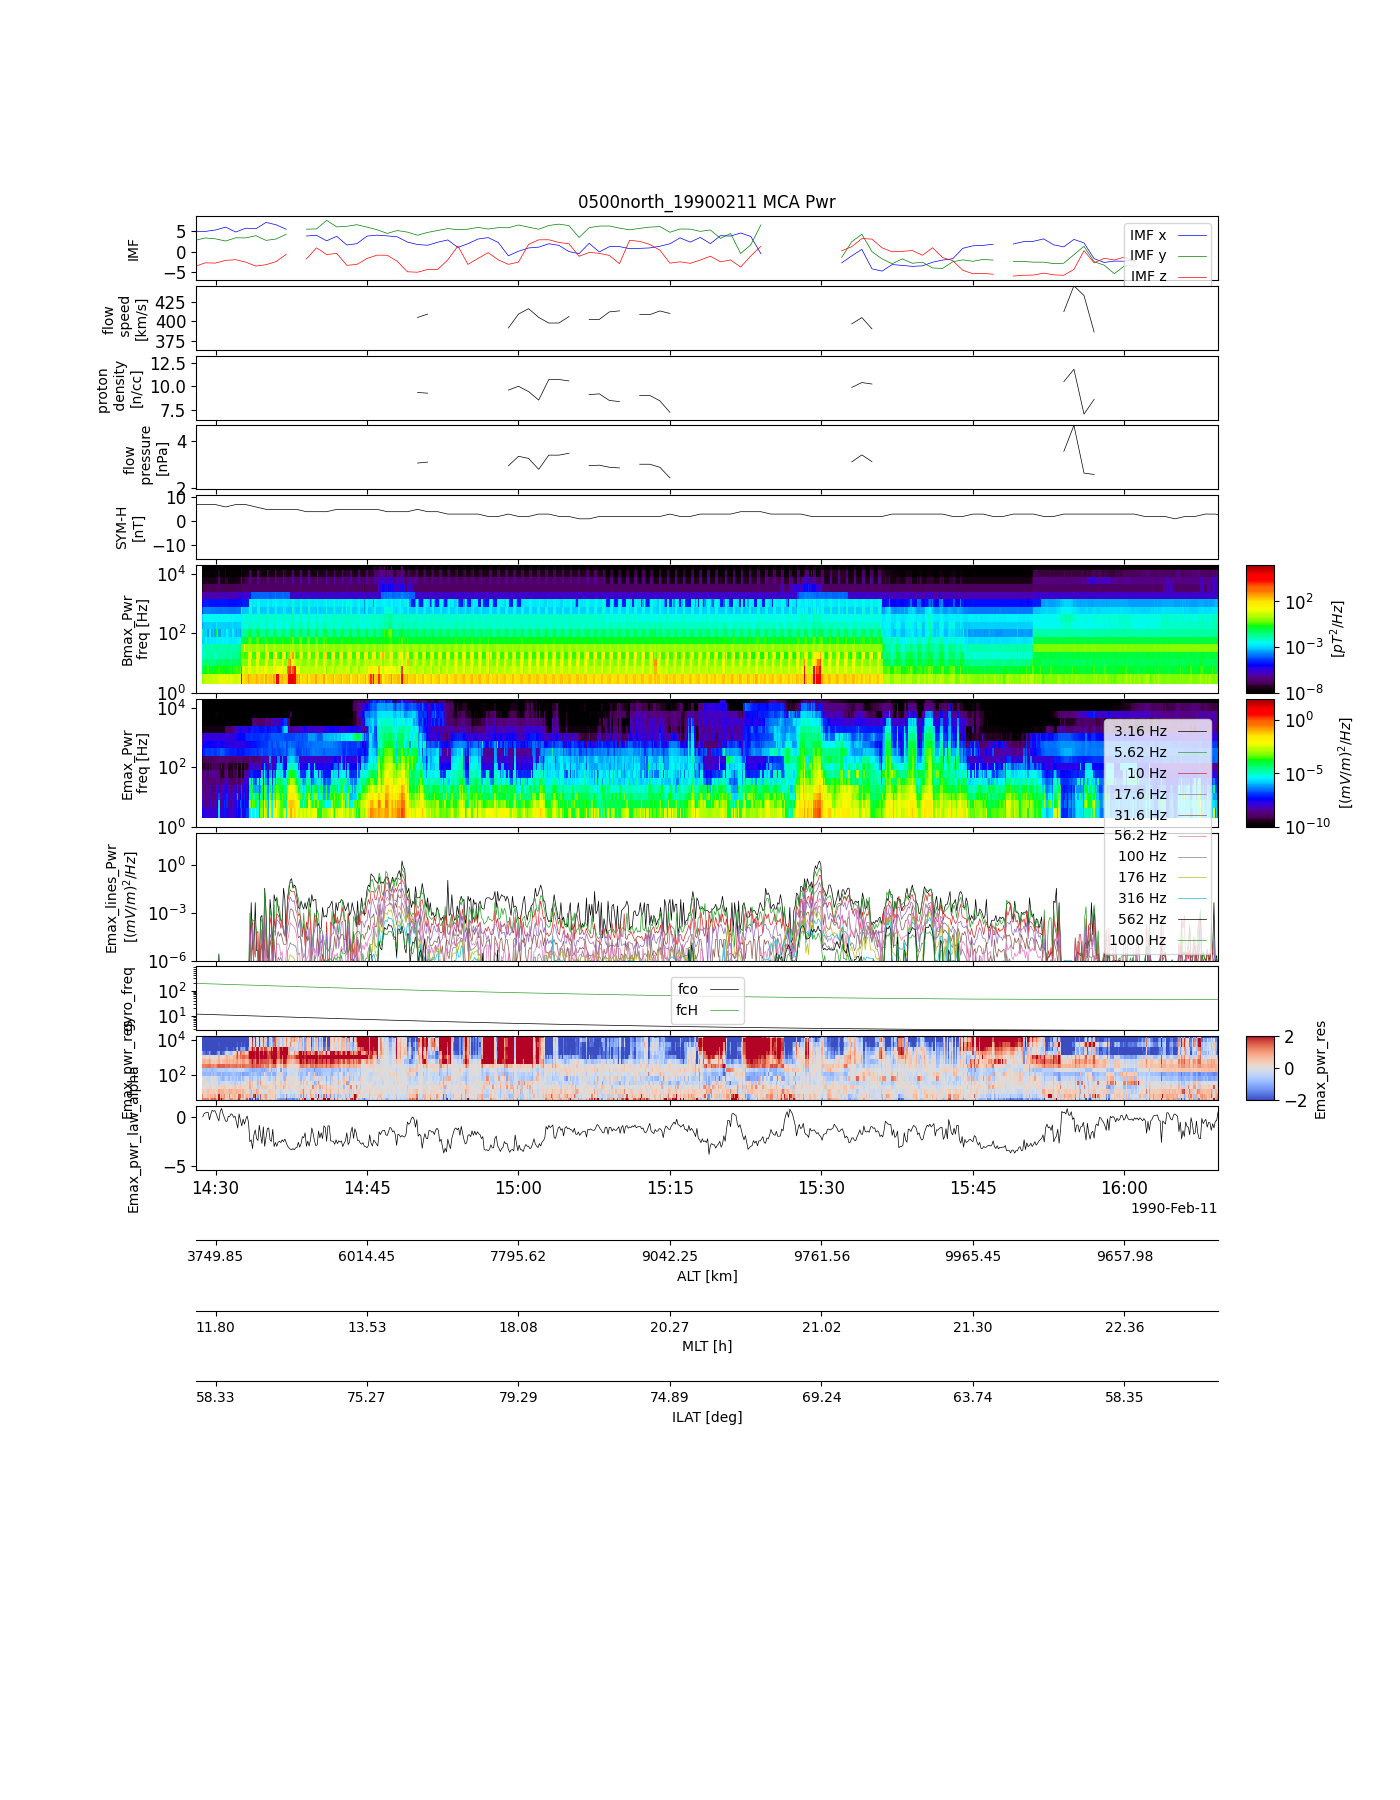 0500north_19900211 MCA Pwr
IMF
5
0
−5
IMF x
IMF y
IMF z
flow
speed
[km/s]
425
400
375
proton
density
[n/cc]
12.5
10.0
7.5
flow
pressure
[nPa]
4
2
SYM-H
[nT]
10
0
−10
Bmax_Pwr
freq [Hz]
10^4
10^2
10^0
10^2
10^−3
10^−8
[pT^2/Hz]
Emax_Pwr
freq [Hz]
10^4
10^2
10^0
10^0
10^−5
10^−10
[(mV/m)^2/Hz]
3.16 Hz
5.62 Hz
10 Hz
17.6 Hz
31.6 Hz
56.2 Hz
100 Hz
176 Hz
316 Hz
562 Hz
1000 Hz
Emax_lines_Pwr
[(mV/m)^2/Hz]
10^0
10^−3
10^−6
gyro_freq
10^2
10^1
fco
fcH
Emax_pwr_res
10^4
10^2
2
0
−2
Emax_pwr_res
Emax_pwr_law_alpha
0
−5
14:30 14:45 15:00 15:15 15:30 15:45 16:00
1990-Feb-11
3749.85 6014.45 7795.62 9042.25 9761.56 9965.45 9657.98
ALT [km]
11.80 13.53 18.08 20.27 21.02 21.30 22.36
MLT [h]
58.33 75.27 79.29 74.89 69.24 63.74 58.35
ILAT [deg]